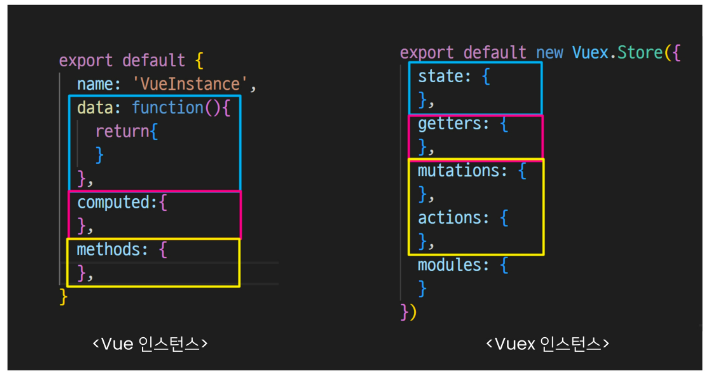 export default {
name: 'VueInstance',
data: function(){
return{
}
},
computed:{
},
methods: {
},
}
<Vue 인스턴스>
export default new Vuex.Store({
state: {
},
getters: {
},
mutations: {
},
actions: {
},
modules: {
}
})
<Vuex 인스턴스>